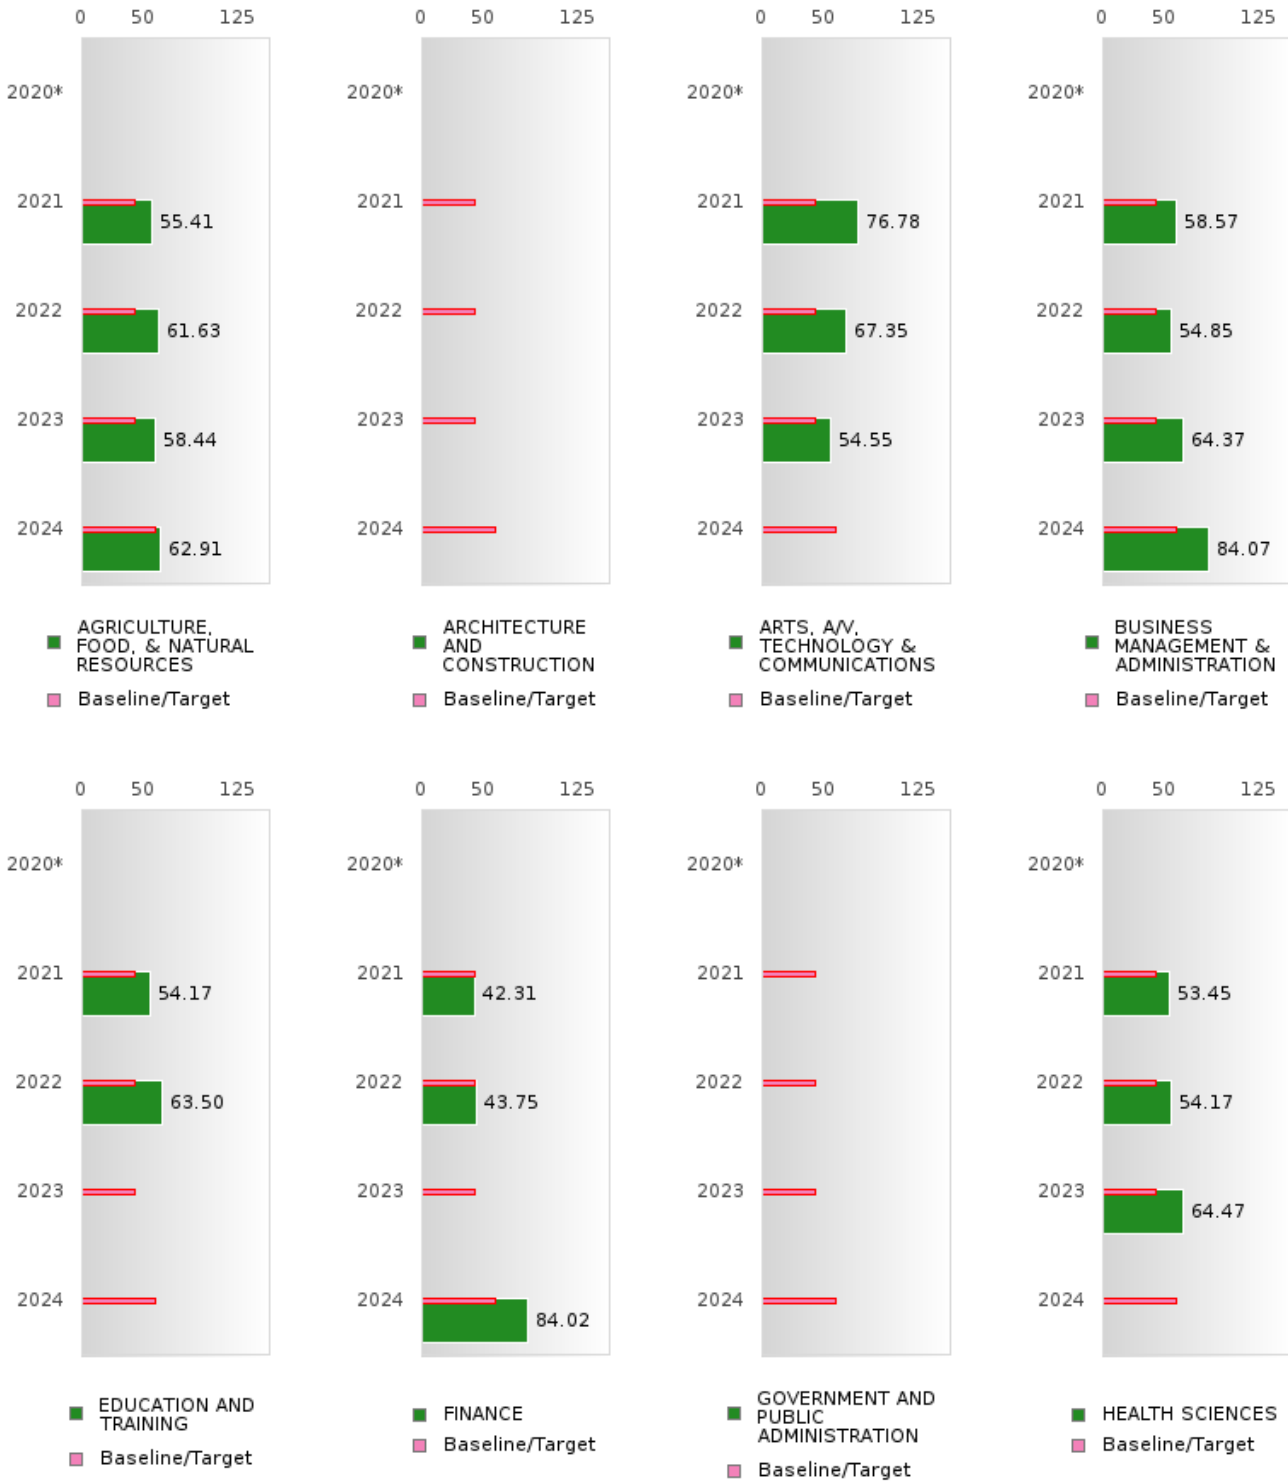 0 50 125
2020*
2021
55.41
2022
61.63
2023
58.44
2024
62.91
AGRICULTURE,
FOOD, & NATURAL
RESOURCES
Baseline/Target
0 50 125
2020*
2021
2022
2023
2024
ARCHITECTURE
AND
CONSTRUCTION
Baseline/Target
0 50 125
2020*
2021
76.78
2022
67.35
2023
54.55
2024
ARTS, A/V,
TECHNOLOGY &
COMMUNICATIONS
Baseline/Target
0 50 125
2020*
2021
58.57
2022
54.85
2023
64.37
2024
84.07
BUSINESS
MANAGEMENT &
ADMINISTRATION
Baseline/Target
0 50 125
2020*
2021
54.17
2022
63.50
2023
2024
EDUCATION AND
TRAINING
Baseline/Target
0 50 125
2020*
2021
42.31
2022
43.75
2023
2024
84.02
FINANCE
Baseline/Target
0 50 125
2020*
2021
2022
2023
2024
GOVERNMENT AND
PUBLIC
ADMINISTRATION
Baseline/Target
0 50 125
2020*
2021
53.45
2022
54.17
2023
64.47
2024
HEALTH SCIENCES
Baseline/Target